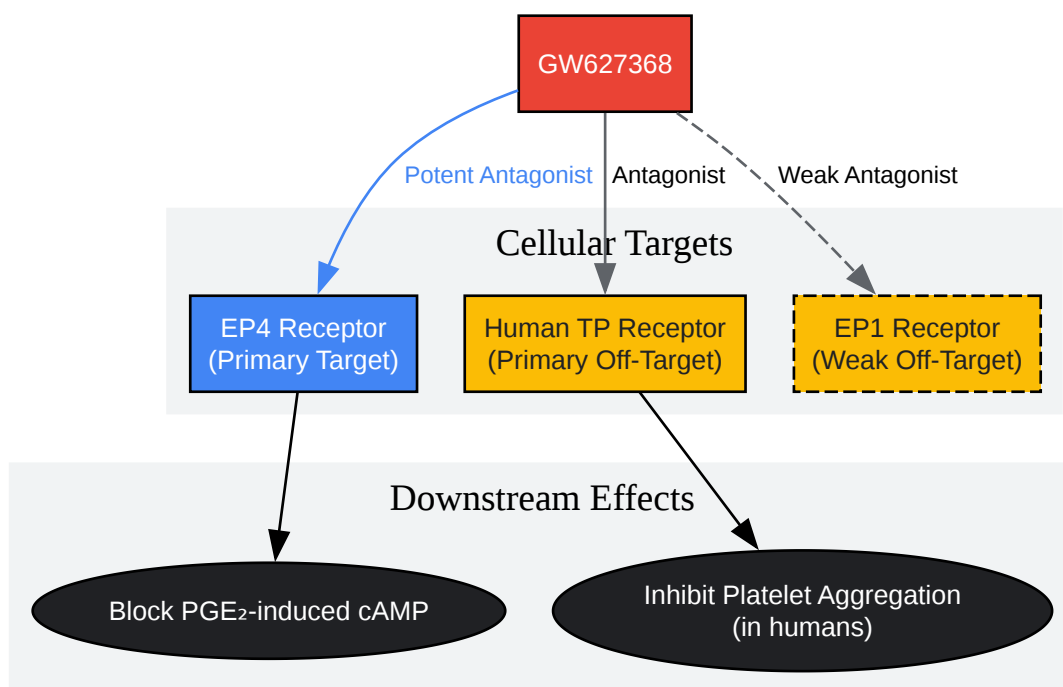 GW627368
Potent Antagonist
Antagonist
Weak Antagonist
Cellular Targets
EP4 Receptor
(Primary Target)
Human TP Receptor
(Primary Off-Target)
EP1 Receptor
(Weak Off-Target)
Downstream Effects
Block PGE₂-induced cAMP
Inhibit Platelet Aggregation
(in humans)